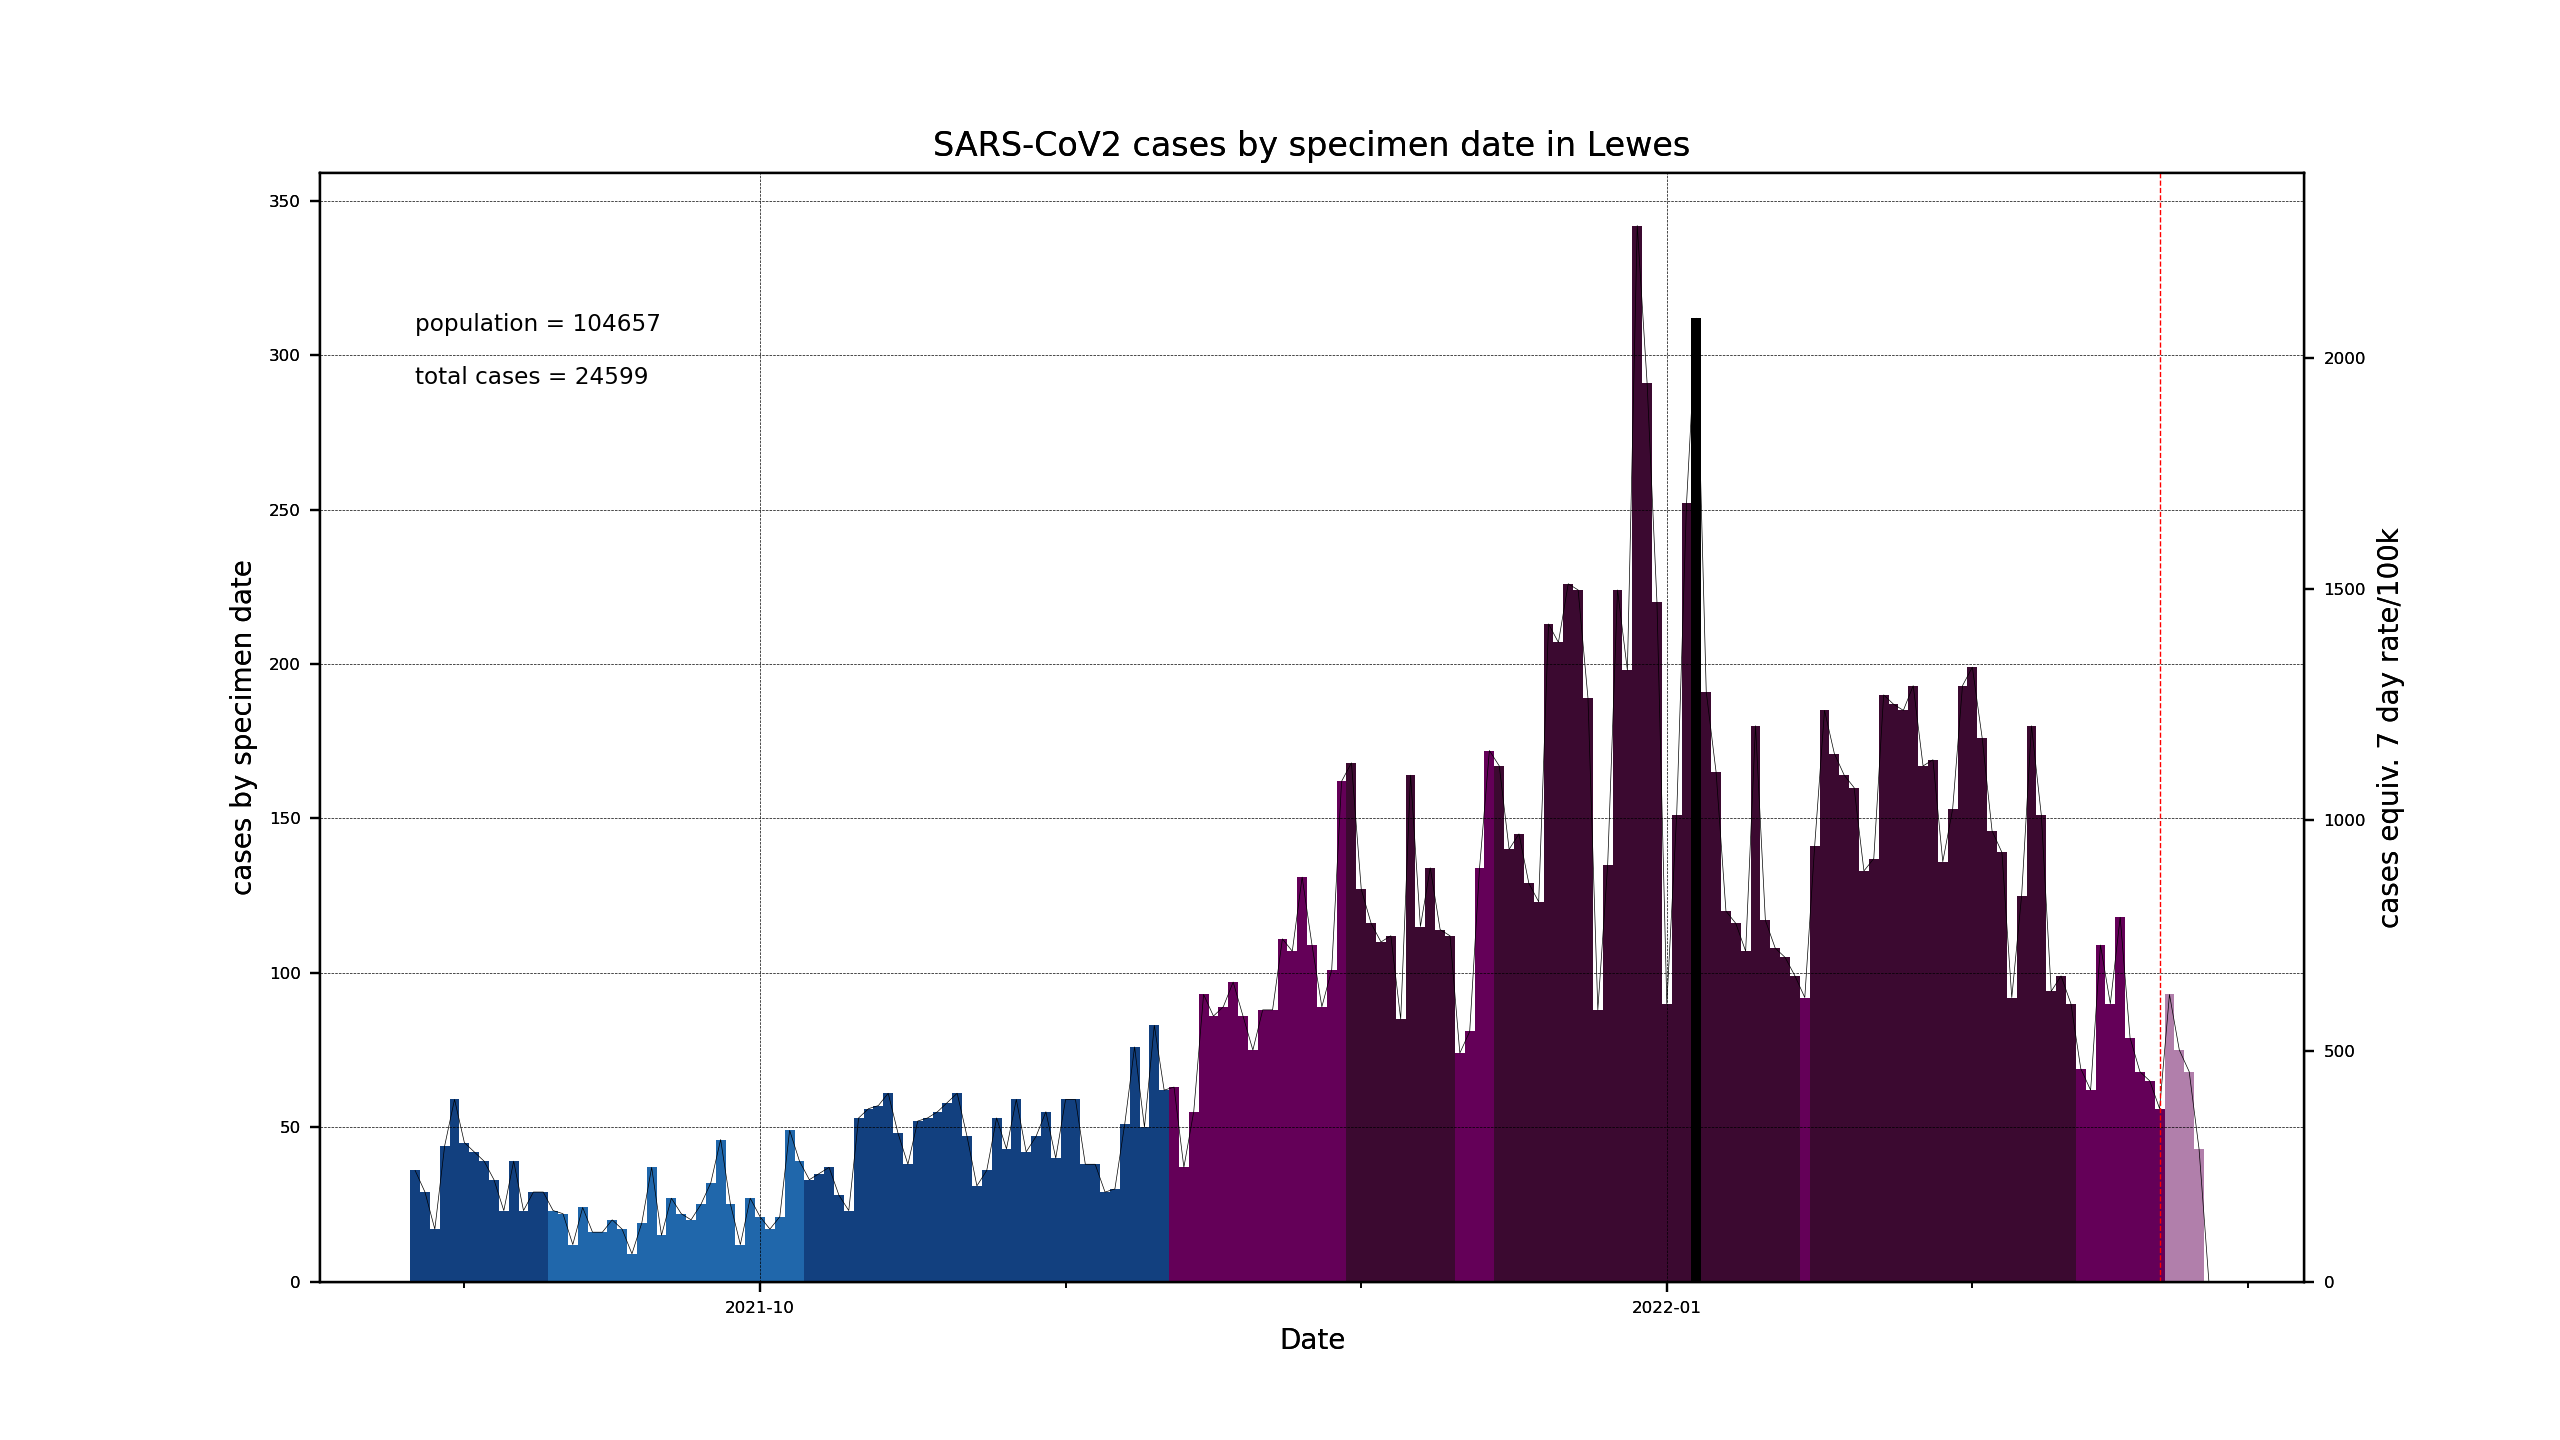 SARS-CoV2 cases by specimen date in Lewes
350
300
250
200
150
100
50
0
cases by specimen date
population = 104657
total cases = 24599
2000
1500
1000
500
0
cases equiv. 7 day rate/100k
2021-10
2022-01
Date